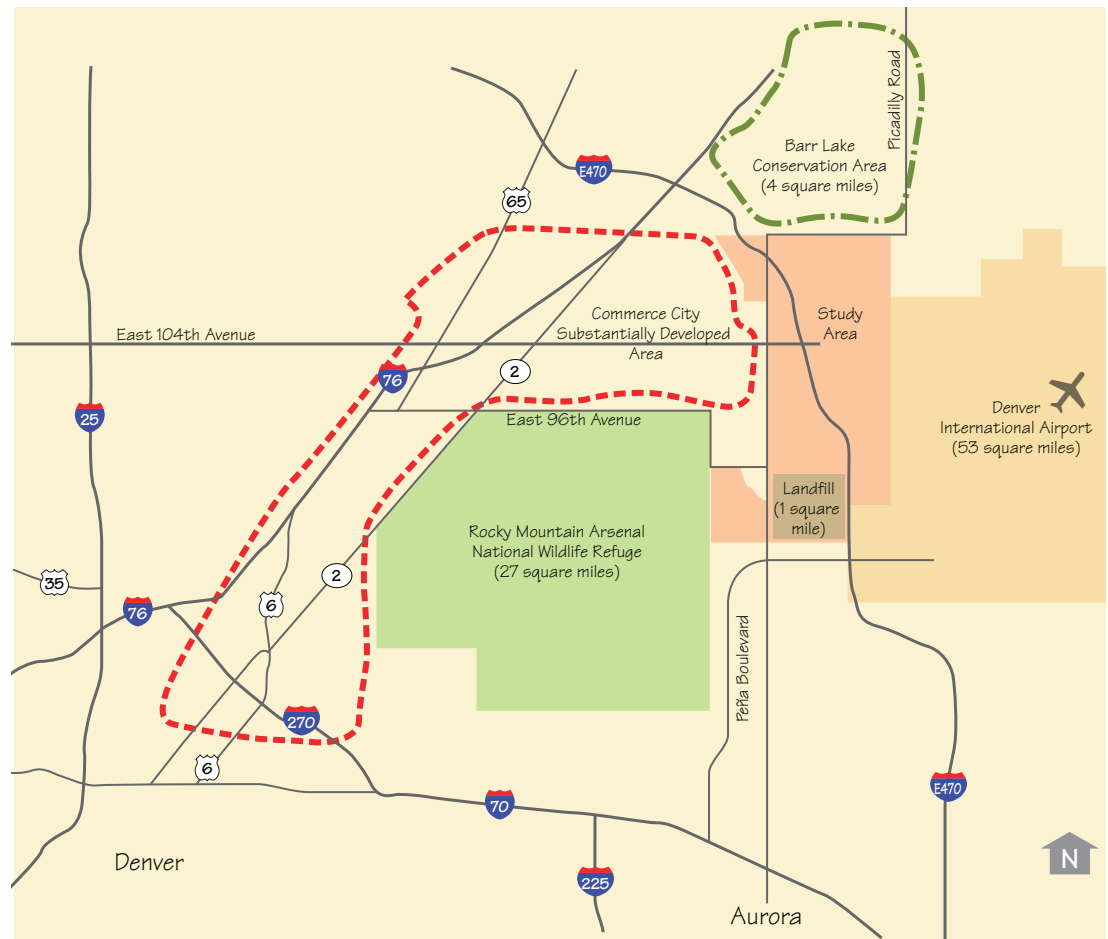 Picadilly Road
Barr Lake
Conservation Area
(4 square miles)
E470
65
Commerce City
Substantially Developed
Area
Study
Area
East 104th Avenue
76
2
25
Denver
International Airport
(53 square miles)
East 96th Avenue
Landfill
(1 square
mile)
Rocky Mountain Arsenal
National Wildlife Refuge
(27 square miles)
2
35
6
76
Peña Boulevard
270
6
E470
70
N
Denver
225
Aurora